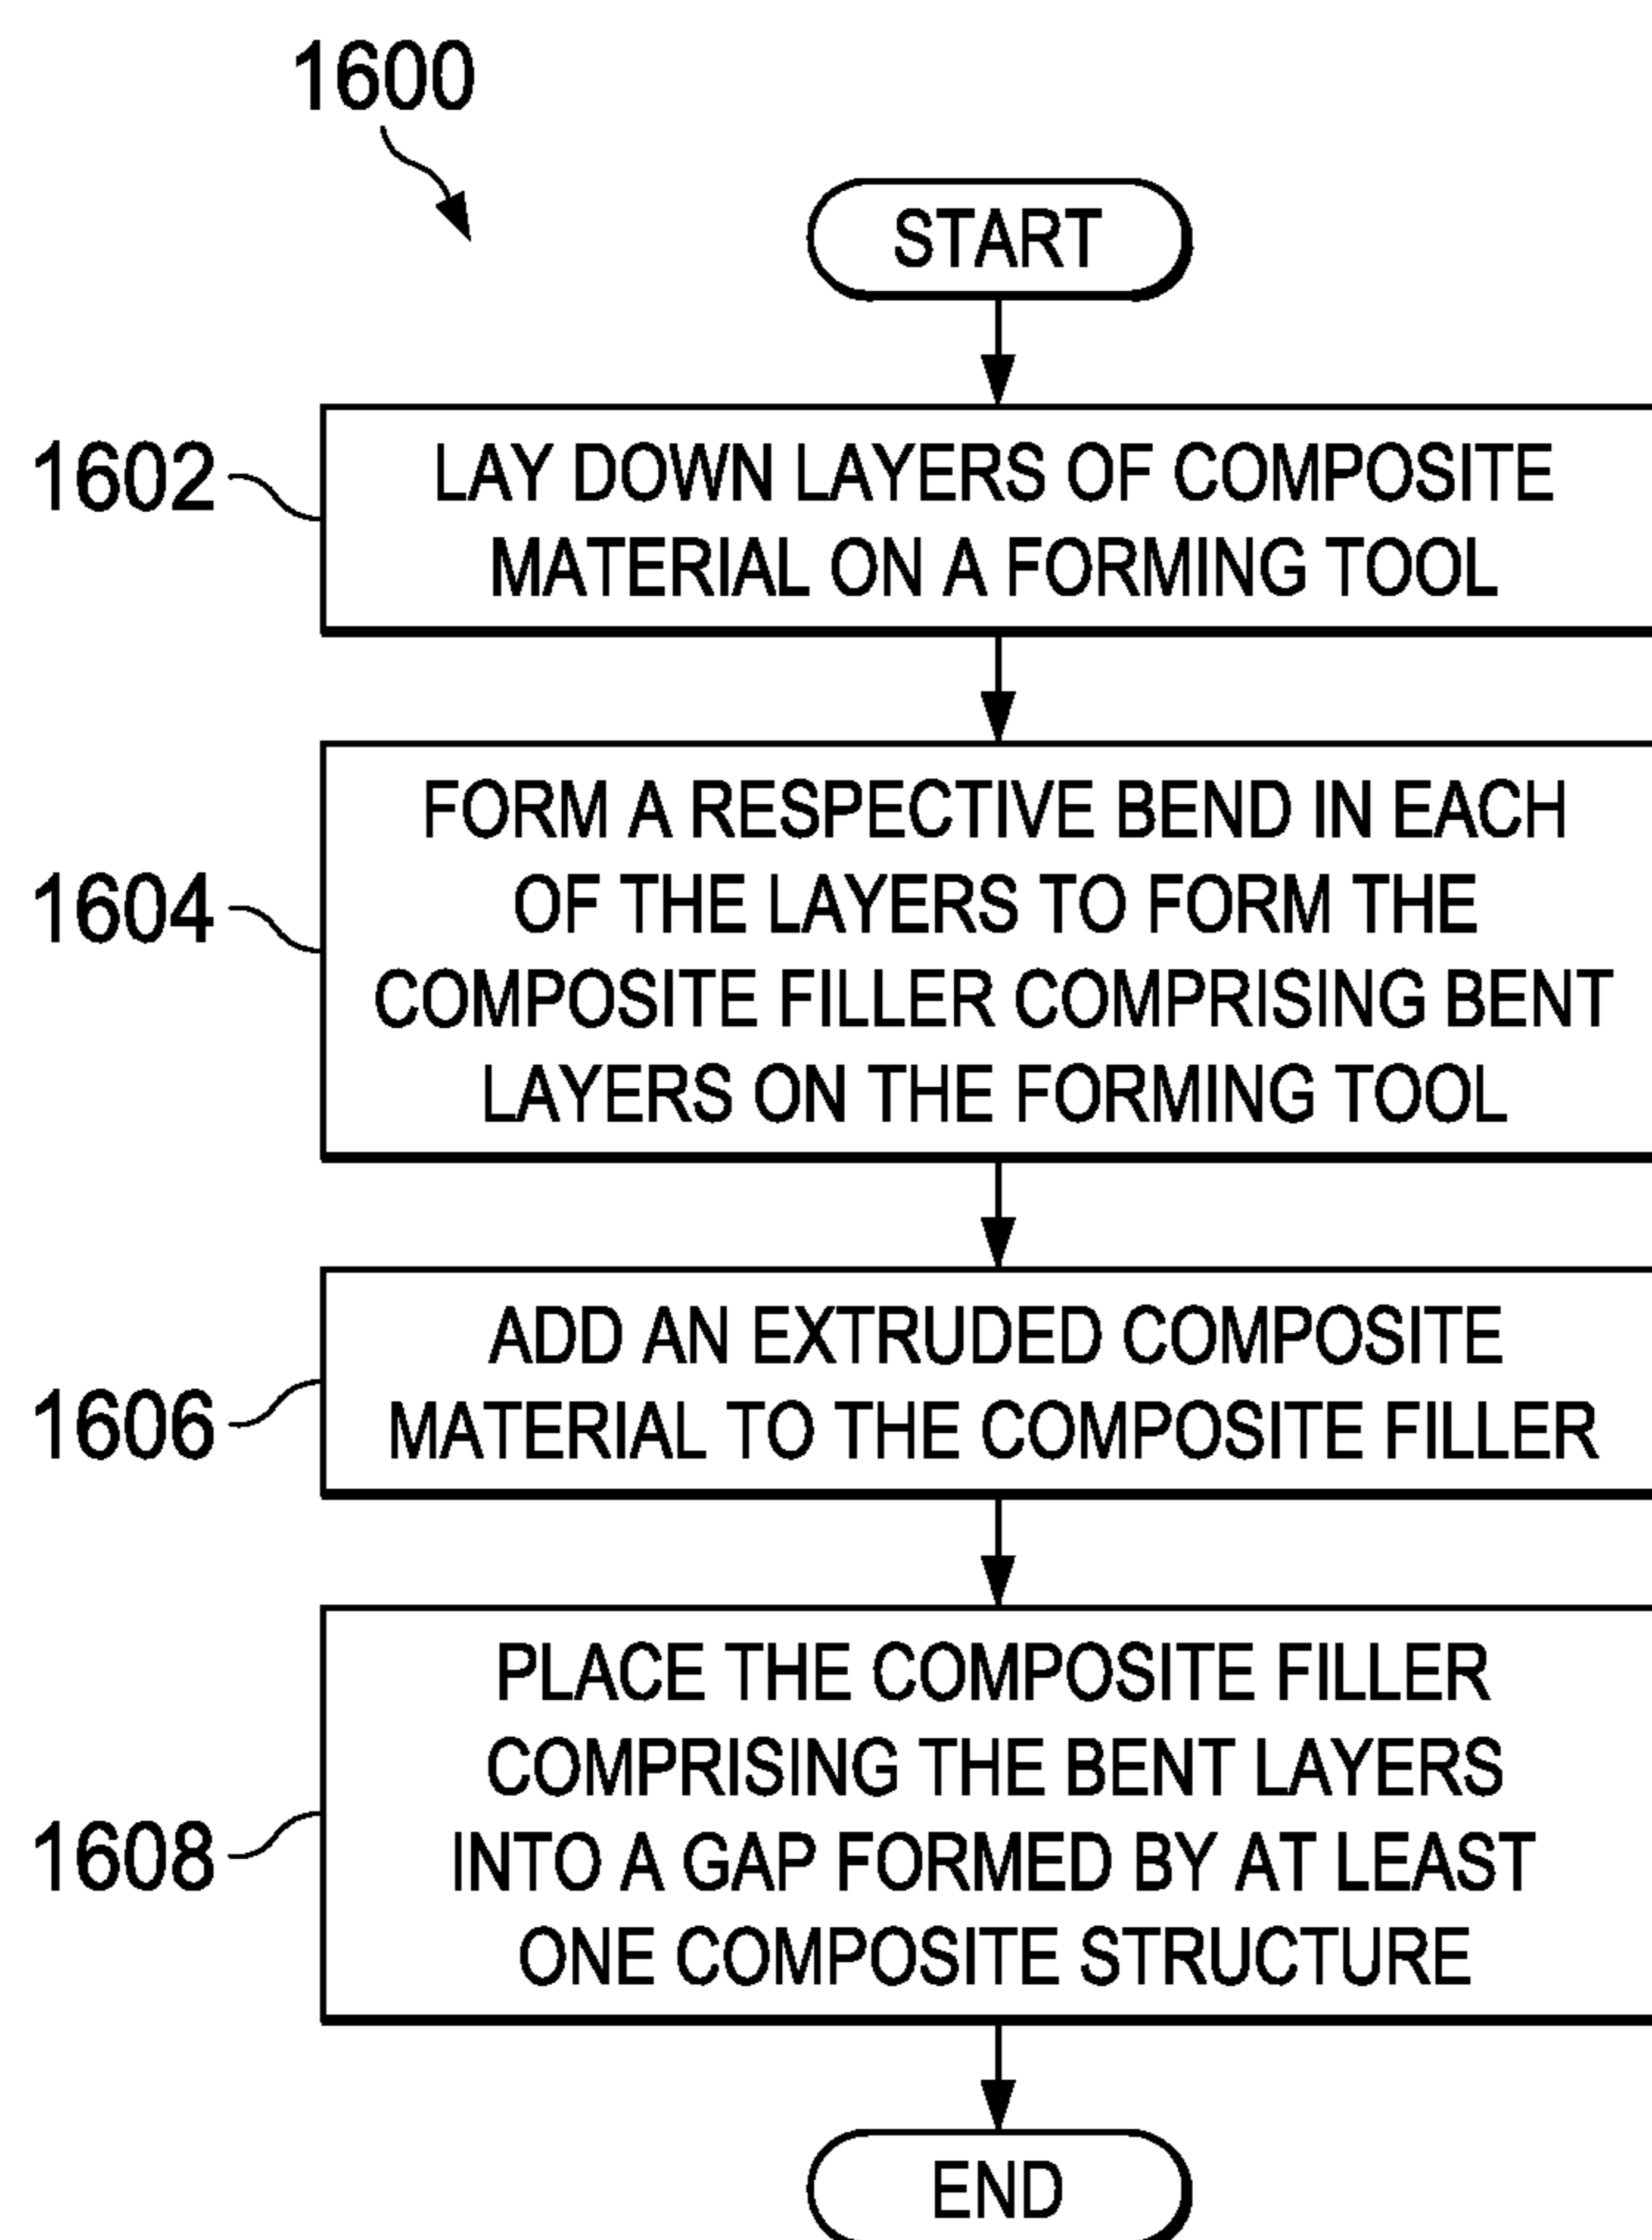 1600
START
1602
LAY DOWN LAYERS OF COMPOSITE
MATERIAL ON A FORMING TOOL
1604
FORM A RESPECTIVE BEND IN EACH
OF THE LAYERS TO FORM THE
COMPOSITE FILLER COMPRISING BENT
LAYERS ON THE FORMING TOOL
1606
ADD AN EXTRUDED COMPOSITE
MATERIAL TO THE COMPOSITE FILLER
1608
PLACE THE COMPOSITE FILLER
COMPRISING THE BENT LAYERS
INTO A GAP FORMED BY AT LEAST
ONE COMPOSITE STRUCTURE
END